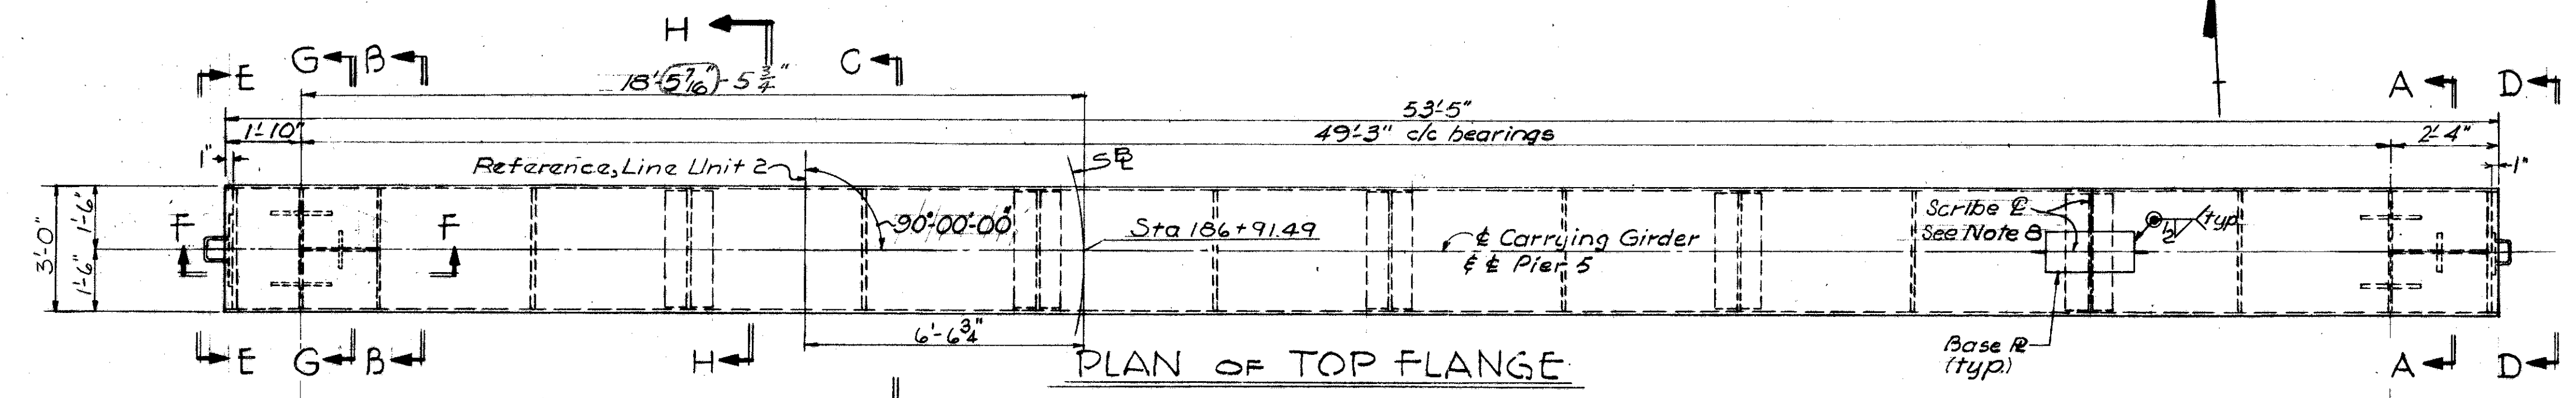 H
G B C
E A D
18'-5 7/16" - 5 3/4"
53'-5"
1'-10" 49'-3" c/c bearings 2'-4"
1" 1"
Reference, Line Unit 2 S ℄
3'-0" 1'-6" 1'-6"
F F
90°-00'-00"
Sta 186+91.49
℄ Carrying Girder
& ℄ Pier 5
Scribe ℄
See Note 8
(typ
6'-6 3/4"
Base ℞
(typ.)
E G B H A D
PLAN OF TOP FLANGE